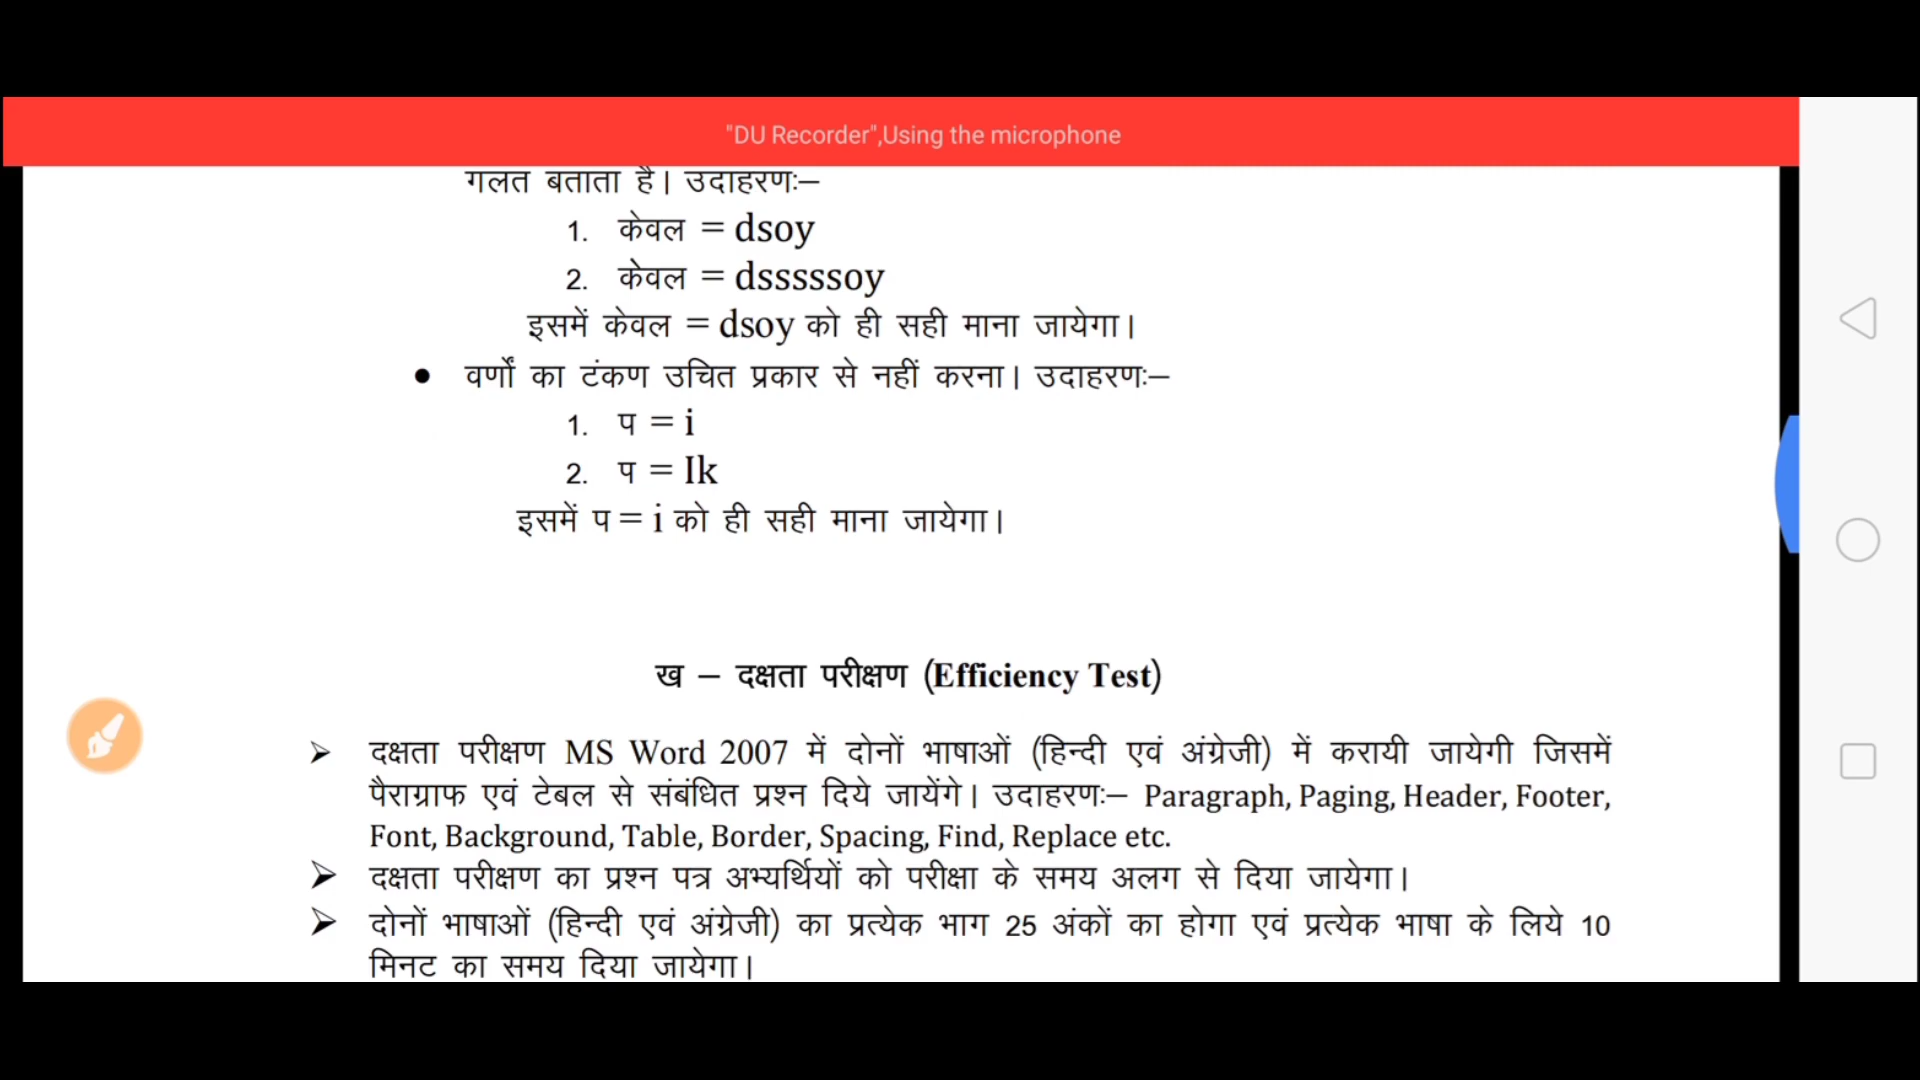 "DU Recorder",Using the microphone
गलत बताता है। उदाहरणः–
1. केवल = dsoy
2. केवल = dsssssoy
इसमें केवल = dsoy को ही सही माना जायेगा।
● वर्णों का टंकण उचित प्रकार से नहीं करना। उदाहरणः–
1. प = i
2. प = Ik
इसमें प = i को ही सही माना जायेगा।
ख – दक्षता परीक्षण (Efficiency Test)
➢ दक्षता परीक्षण MS Word 2007 में दोनों भाषाओं (हिन्दी एवं अंग्रेजी) में करायी जायेगी जिसमें
पैराग्राफ एवं टेबल से संबंधित प्रश्न दिये जायेंगे। उदाहरणः– Paragraph, Paging, Header, Footer,
Font, Background, Table, Border, Spacing, Find, Replace etc.
➢ दक्षता परीक्षण का प्रश्न पत्र अभ्यर्थियों को परीक्षा के समय अलग से दिया जायेगा।
➢ दोनों भाषाओं (हिन्दी एवं अंग्रेजी) का प्रत्येक भाग 25 अंकों का होगा एवं प्रत्येक भाषा के लिये 10
मिनट का समय दिया जायेगा।